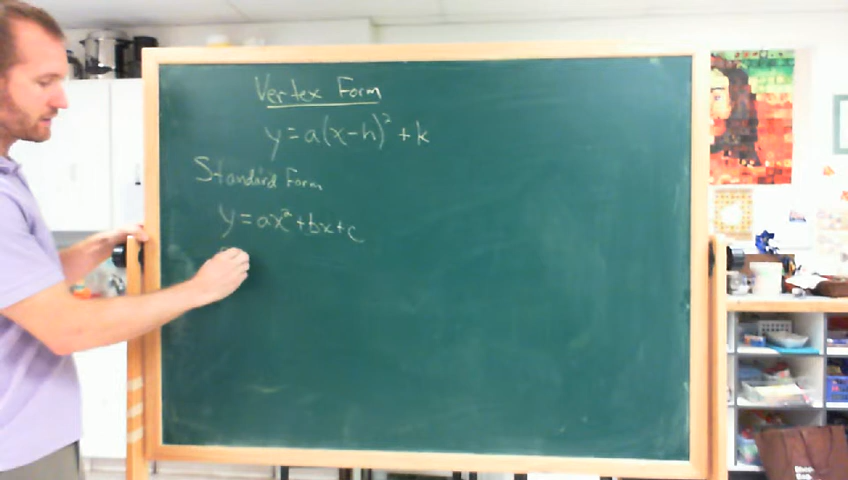 Vertex Form
y=a(x-h)²+k
Standard Form
y=ax²+bx+c